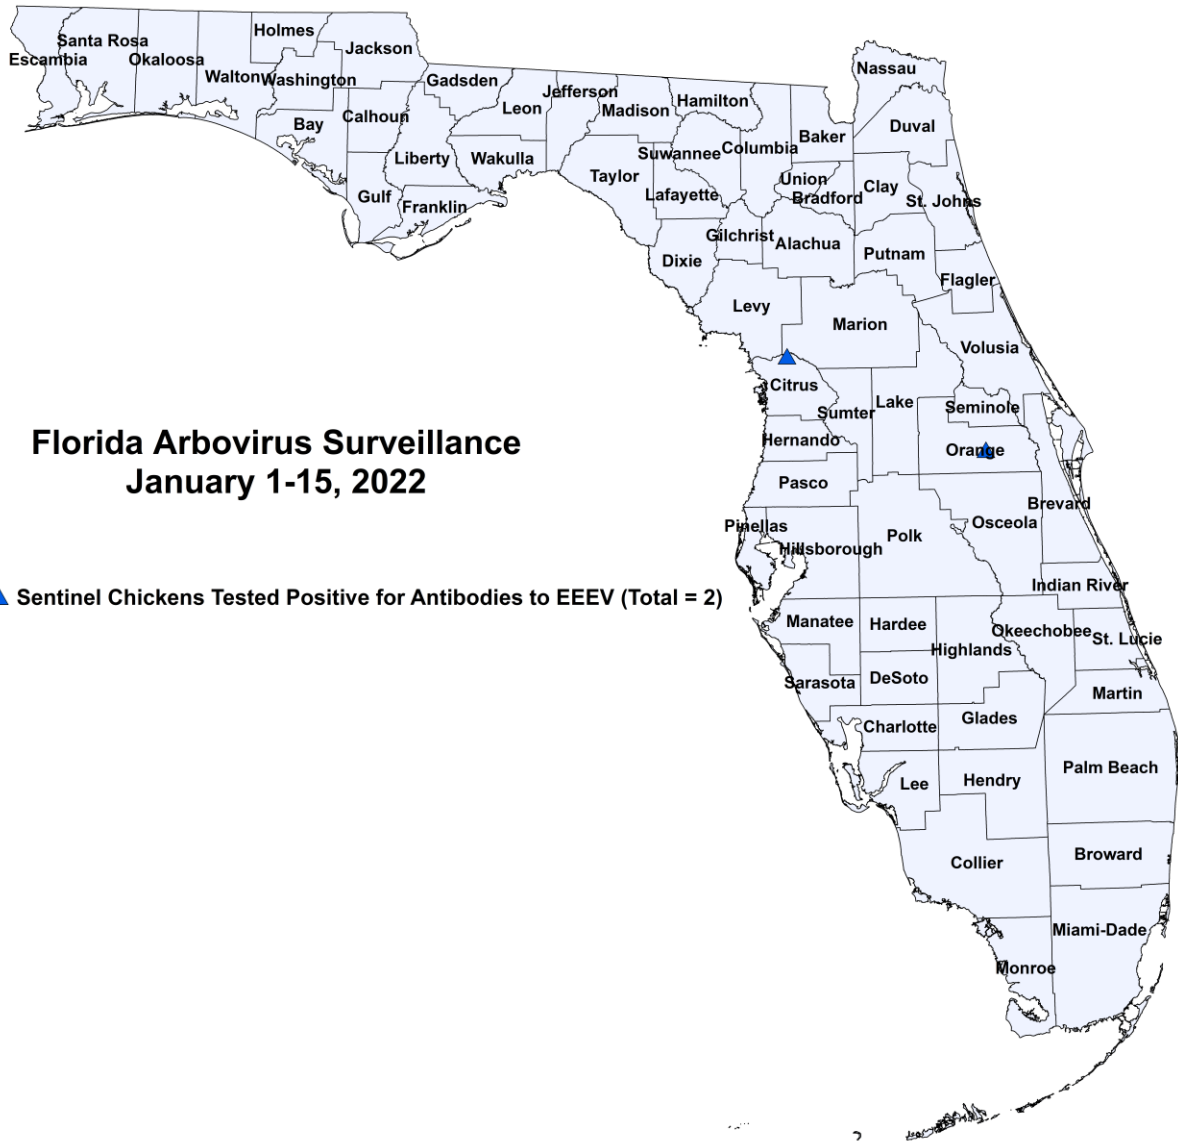 Holmes
Santa Rosa
Jackson
Escambia
Okaloosa
Walton
Washington
Gadsden
Nassau
Jefferson
Leon
Madison
Hamilton
Calhoun
Bay
Duval
Baker
Columbia
Suwannee
Liberty
Wakulla
Taylor
Union
Clay
Lafayette
Bradford
St. Johns
Gulf
Franklin
Gilchrist
Alachua
Putnam
Dixie
Flagler
Levy
Marion
Volusia
Citrus
Lake
Sumter
Seminole
Florida Arbovirus Surveillance
January 1-15, 2022
Hernando
Orange
Pasco
Brevard
Pinellas
Osceola
Polk
Hillsborough
Indian River
Sentinel Chickens Tested Positive for Antibodies to EEEV (Total = 2)
Manatee
Hardee
Okeechobee
St. Lucie
Highlands
DeSoto
Sarasota
Martin
Glades
Charlotte
Palm Beach
Hendry
Lee
Broward
Collier
Miami-Dade
Monroe